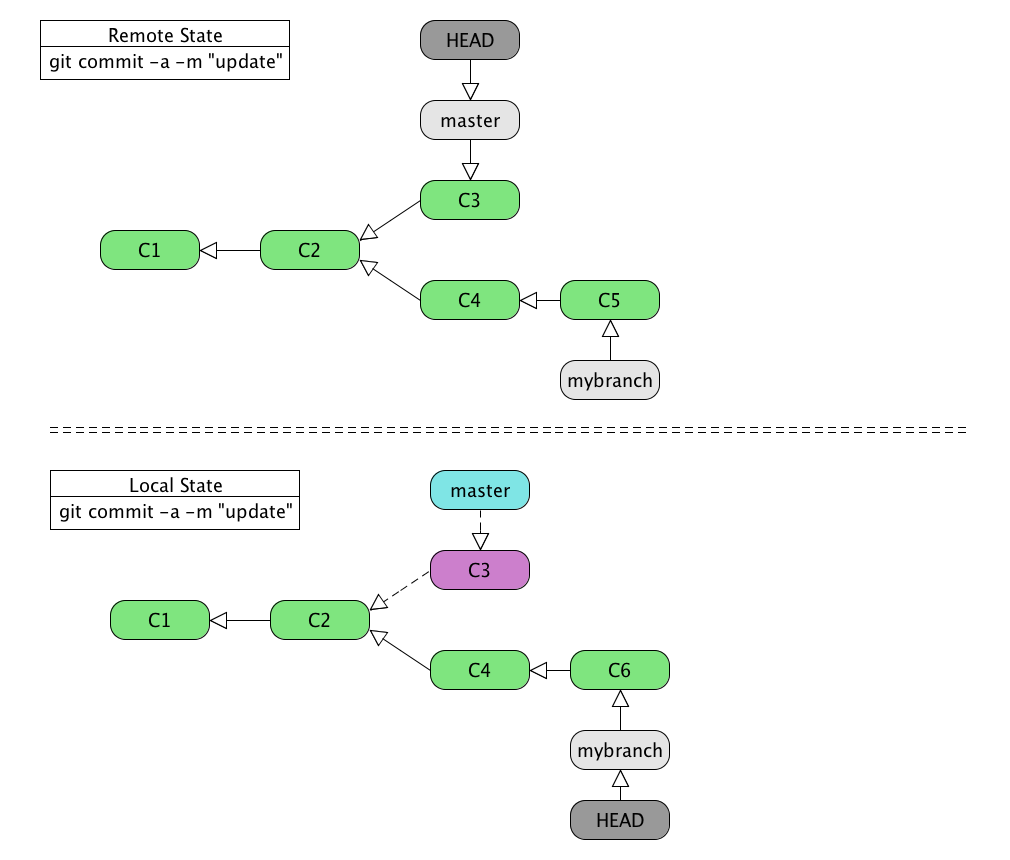 Remote State
git commit -a -m "update"
HEAD
master
C3
C1
C2
C4
C5
mybranch
Local State
git commit -a -m "update"
master
C3
C1
C2
C4
C6
mybranch
HEAD